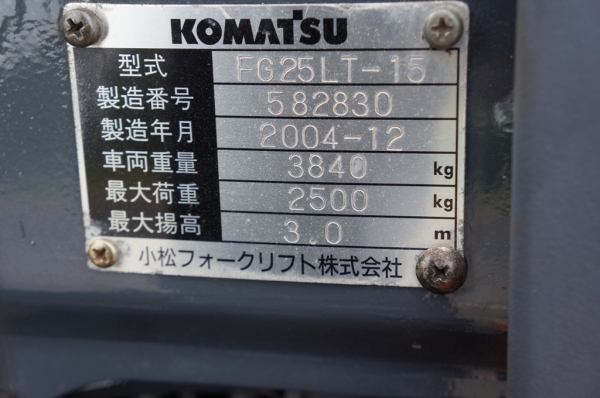 KOMATSU
型式 FG25LT-15
製造番号 582830
製造年月 2004-12
車両重量 3840 kg
最大荷重 2500 kg
最大揚高 3.0 m
小松フォークリフト株式会社